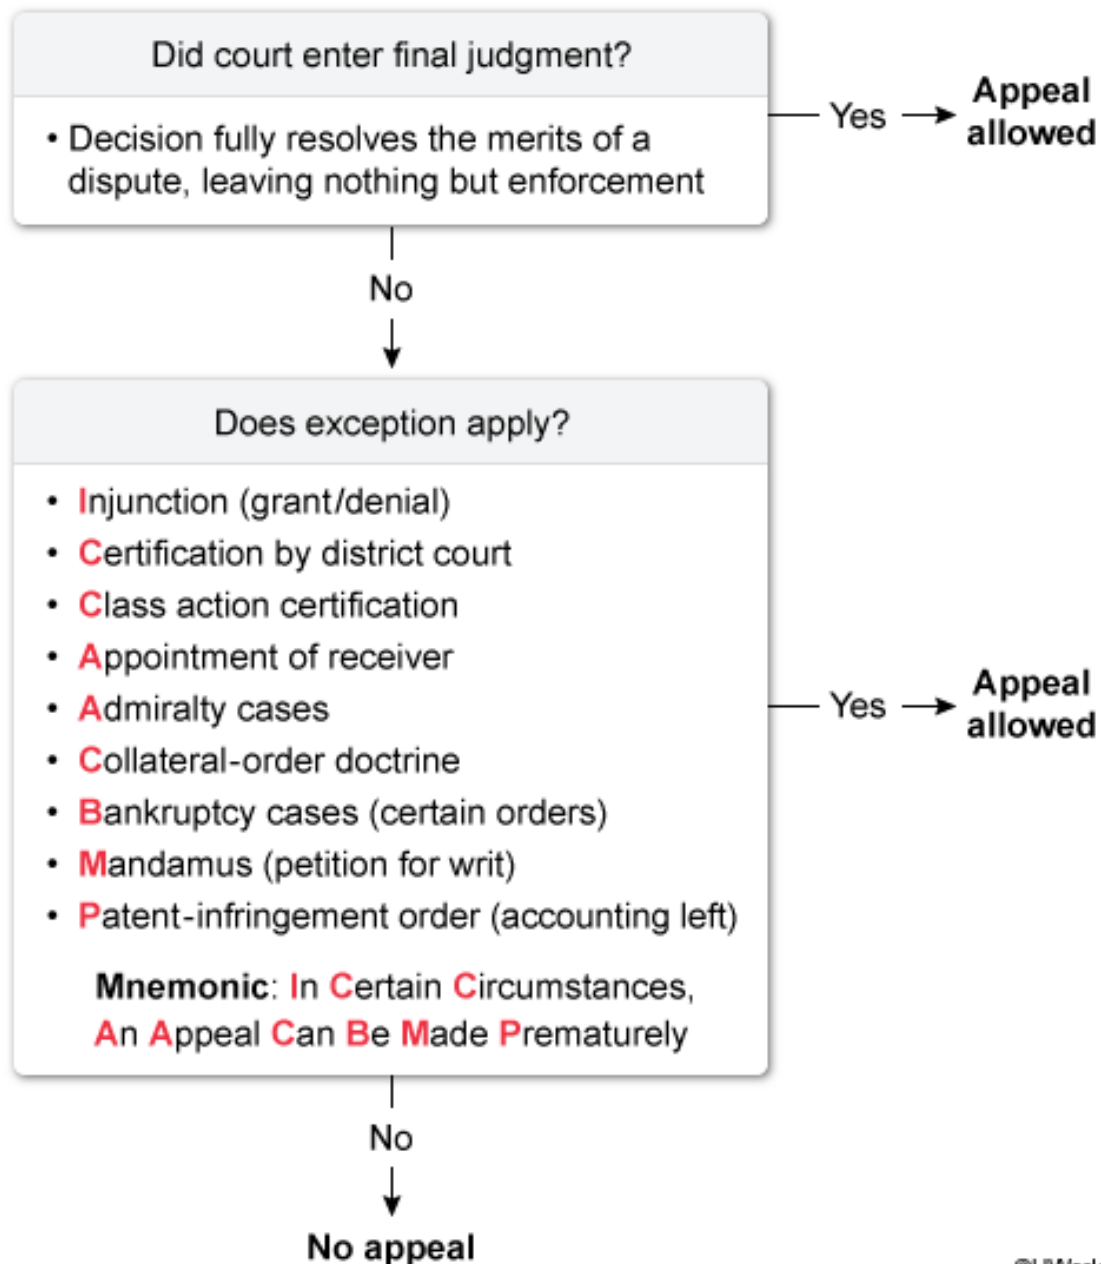 Did court enter final judgment?
• Decision fully resolves the merits of a
dispute, leaving nothing but enforcement
Yes
Appeal
allowed
No
Does exception apply?
• Injunction (grant/denial)
• Certification by district court
• Class action certification
• Appointment of receiver
• Admiralty cases
• Collateral-order doctrine
• Bankruptcy cases (certain orders)
• Mandamus (petition for writ)
• Patent-infringement order (accounting left)
Mnemonic: In Certain Circumstances,
An Appeal Can Be Made Prematurely
Yes
Appeal
allowed
No
No appeal